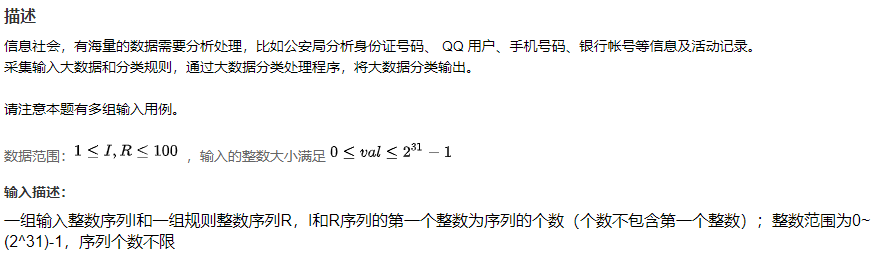 描述
信息社会，有海量的数据需要分析处理，比如公安局分析身份证号码、 QQ 用户、手机号码、银行帐号等信息及活动记录。
采集输入大数据和分类规则，通过大数据分类处理程序，将大数据分类输出。
请注意本题有多组输入用例。
数据范围：1 ≤ I, R ≤ 100 ，输入的整数大小满足 0 ≤ val ≤ 2^31 − 1
输入描述：
一组输入整数序列I和一组规则整数序列R，I和R序列的第一个整数为序列的个数（个数不包含第一个整数）；整数范围为0~
(2^31)-1，序列个数不限